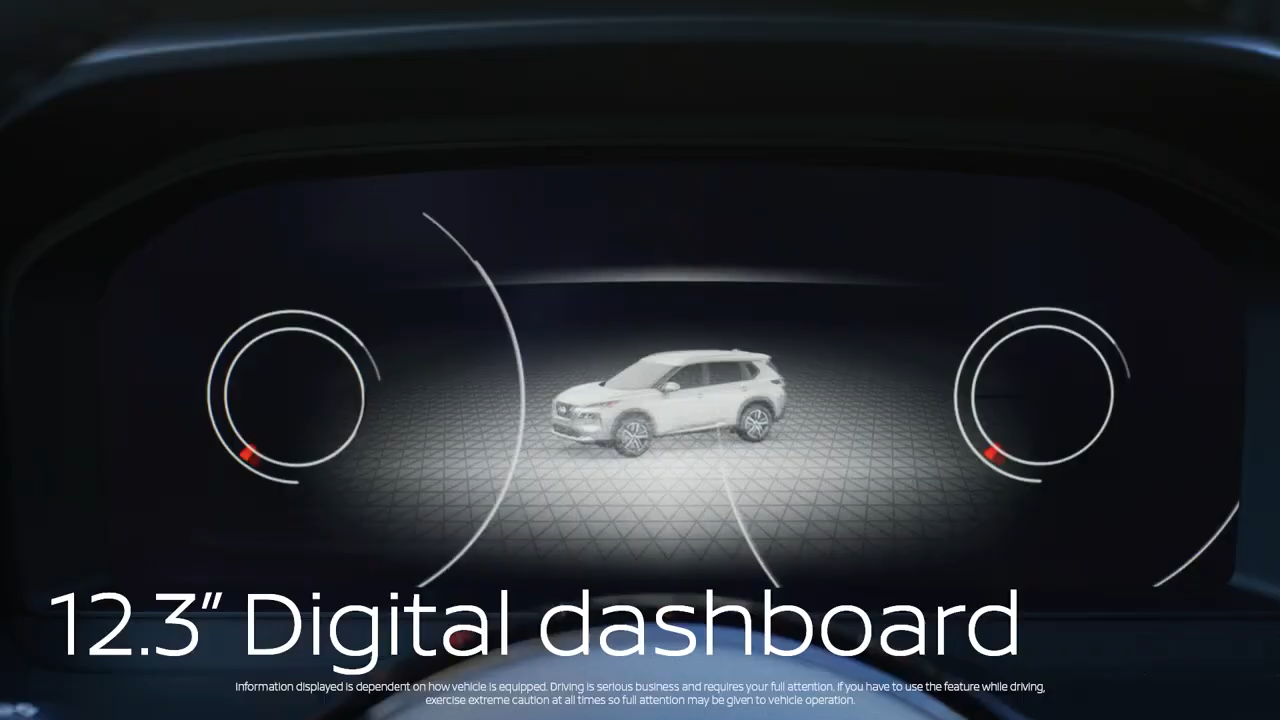 12.3” Digital dashboard
Information displayed is dependent on how vehicle is equipped. Driving is serious business and requires your full attention. If you have to use the feature while driving,
exercise extreme caution at all times so full attention may be given to vehicle operation.